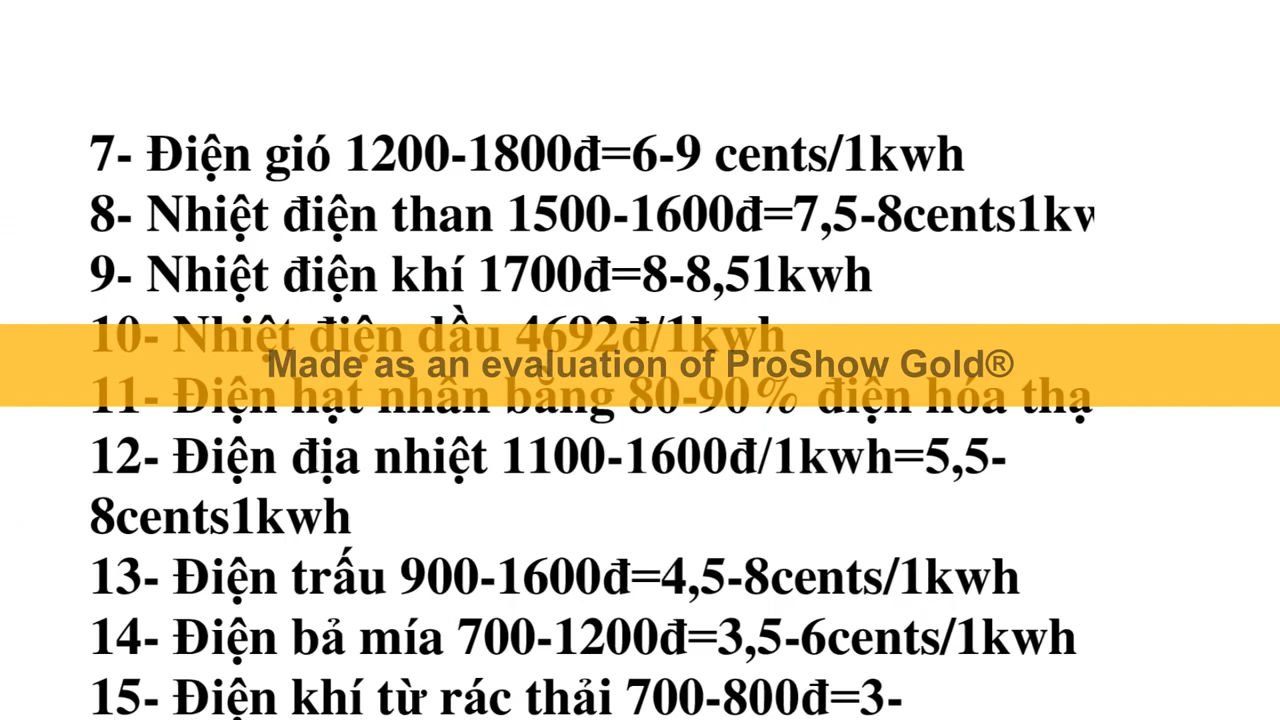 7- Điện gió 1200-1800đ=6-9 cents/1kwh
8- Nhiệt điện than 1500-1600đ=7,5-8cents1kw
9- Nhiệt điện khí 1700đ=8-8,51kwh
10- Nhiệt điện dầu 4692đ/1kwh
Made as an evaluation of ProShow Gold®
11- Điện hạt nhân bằng 80-90% điện hóa thạ
12- Điện địa nhiệt 1100-1600đ/1kwh=5,5-
8cents1kwh
13- Điện trấu 900-1600đ=4,5-8cents/1kwh
14- Điện bả mía 700-1200đ=3,5-6cents/1kwh
15- Điện khí từ rác thải 700-800đ=3-